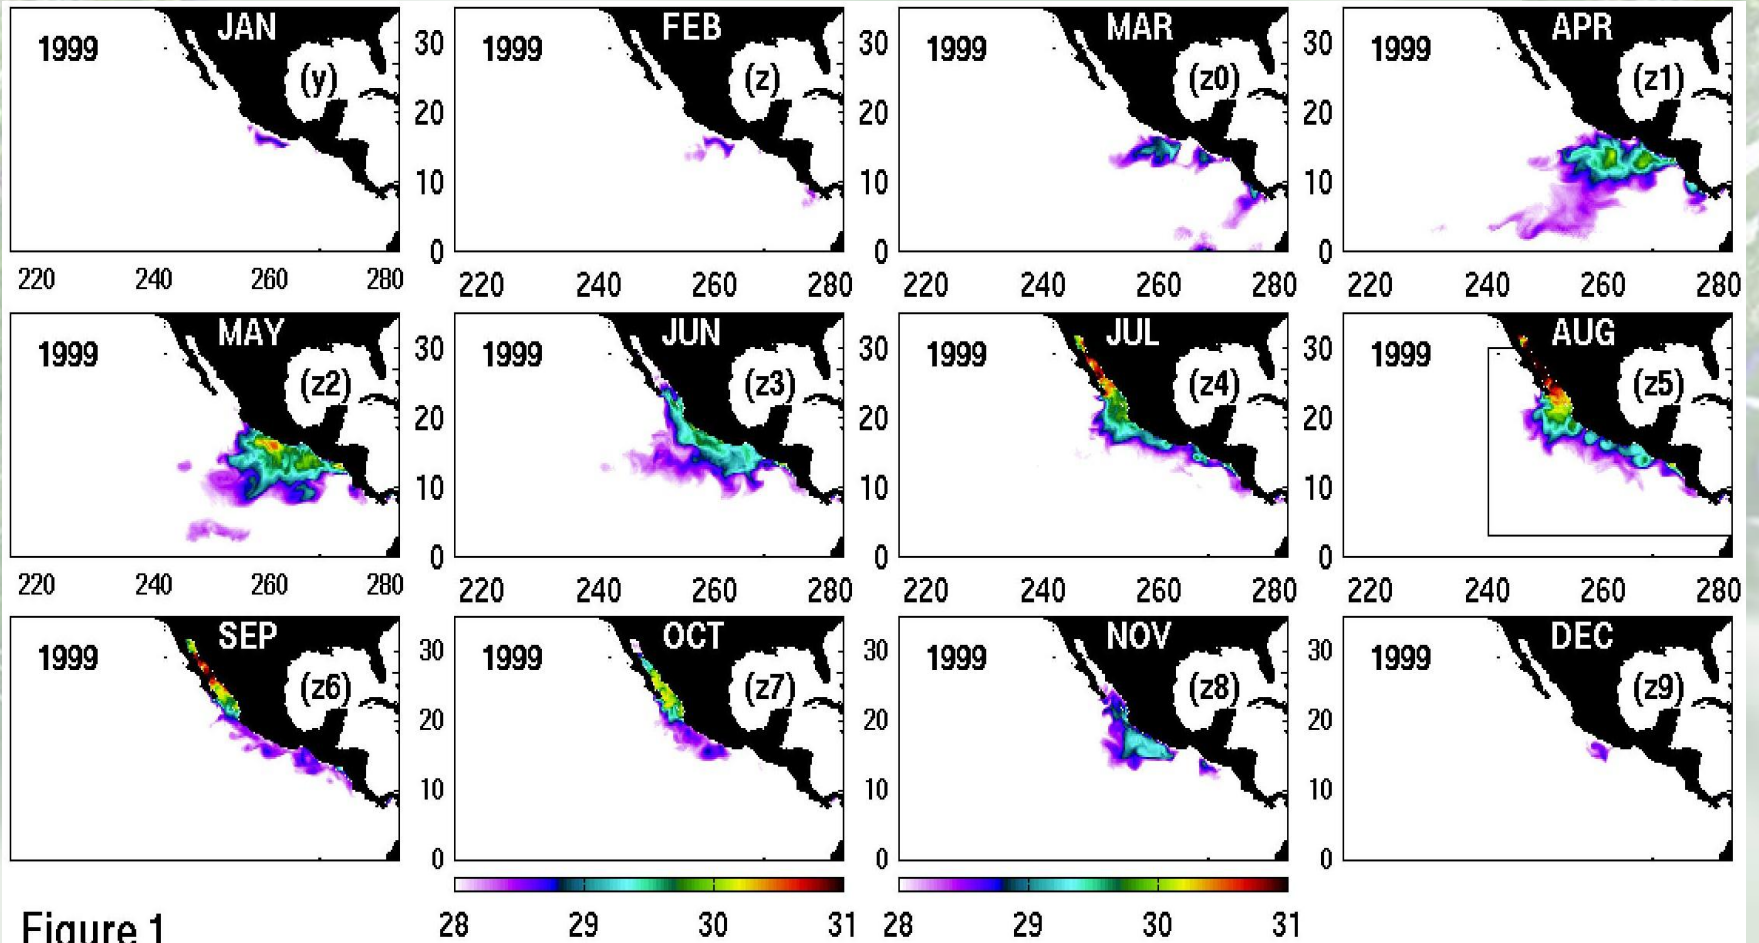 JAN FEB MAR APR
1999 1999 30 1999 30 1999 30
(y) (z) (z0) (z1)
20 20 20
10 10 10
0 0 0
220 240 260 280 220 240 260 280 220 240 260 280 220 240 260 280
MAY JUN JUL AUG
1999 30 1999 30 1999 30 1999
(z2) (z3) (z4) (z5)
20 20 20
10 10 10
0 0 0
220 240 260 280 220 240 260 280 220 240 260 280 220 240 260 280
SEP OCT NOV DEC
1999 30 1999 30 1999 30 1999
(z6) (z7) (z8) (z9)
20 20 20
10 10 10
0 0 0
28 29 30 31 28 29 30 31
Figure 1